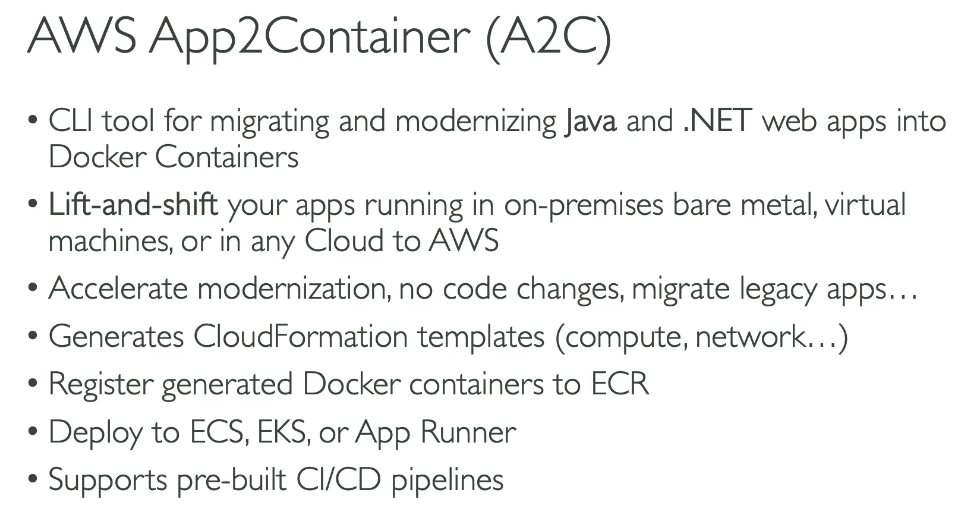 AWS App2Container (A2C)
• CLI tool for migrating and modernizing Java and .NET web apps into
Docker Containers
• Lift-and-shift your apps running in on-premises bare metal, virtual
machines, or in any Cloud to AWS
• Accelerate modernization, no code changes, migrate legacy apps…
• Generates CloudFormation templates (compute, network…)
• Register generated Docker containers to ECR
• Deploy to ECS, EKS, or App Runner
• Supports pre-built CI/CD pipelines